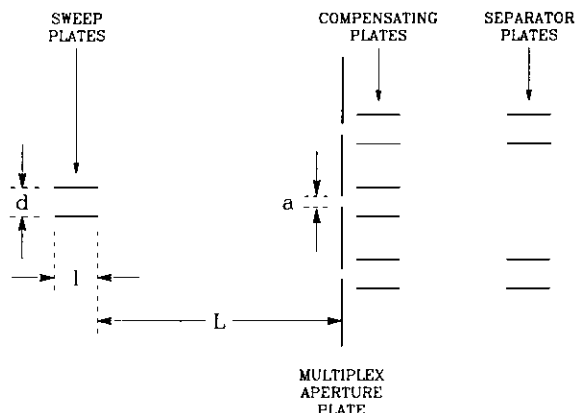 SWEEP
PLATES
COMPENSATING
PLATES
SEPARATOR
PLATES
d
a
l
L
MULTIPLEX
APERTURE
PLATE